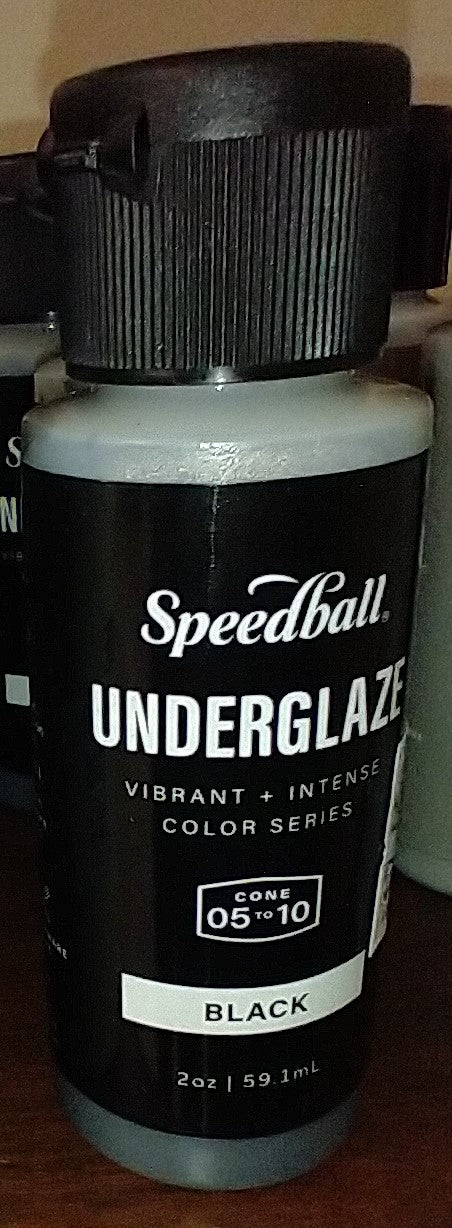 Speedball®
UNDERGLAZE
VIBRANT + INTENSE
COLOR SERIES
CONE
05 TO 10
BLACK
2oz | 59.1mL